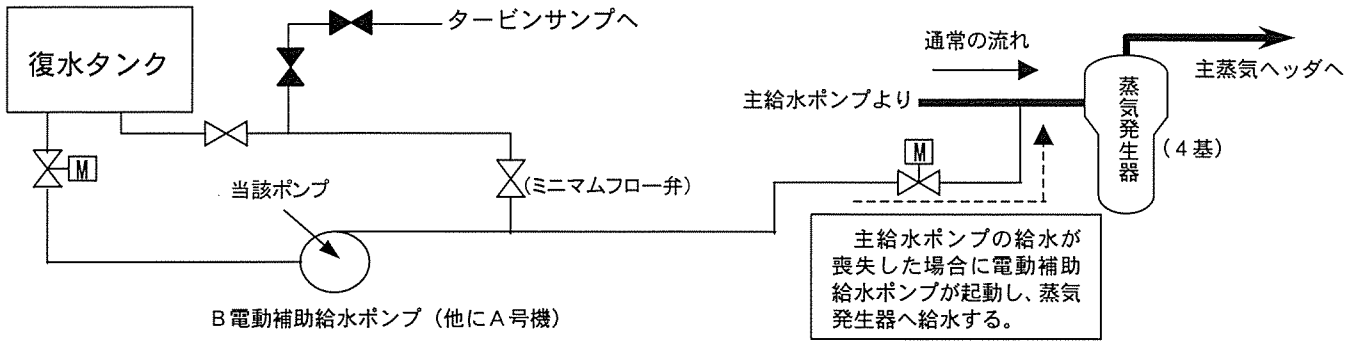 タービンサンプへ
復水タンク
通常の流れ
主蒸気ヘッダへ
主給水ポンプより
蒸気発生器
(4基)
M
M
(ミニマムフロー弁)
当該ポンプ
主給水ポンプの給水が
喪失した場合に電動補助
給水ポンプが起動し、蒸気
発生器へ給水する。
B電動補助給水ポンプ (他にA号機)